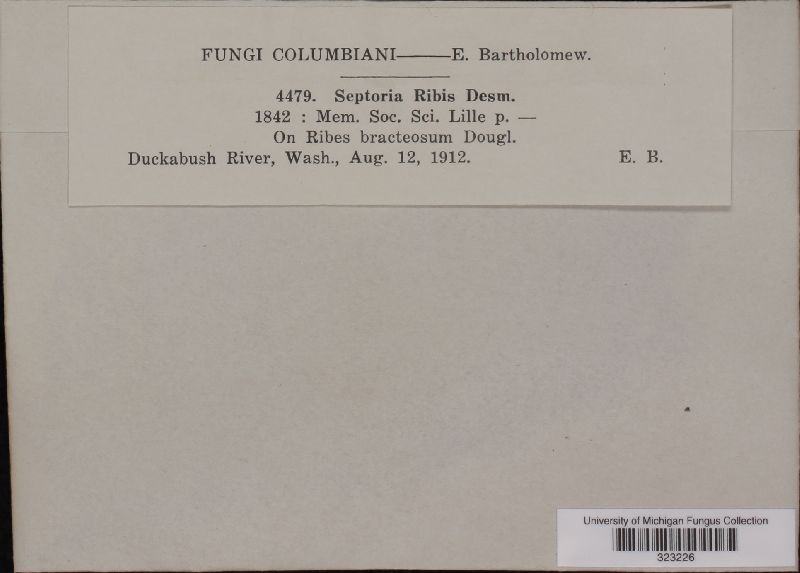 FUNGI COLUMBIANI——E. Bartholomew.
4479. Septoria Ribis Desm.
1842 : Mem. Soc. Sci. Lille p. —
On Ribes bracteosum Dougl.
Duckabush River, Wash., Aug. 12, 1912. E. B.
University of Michigan Fungus Collection
323226